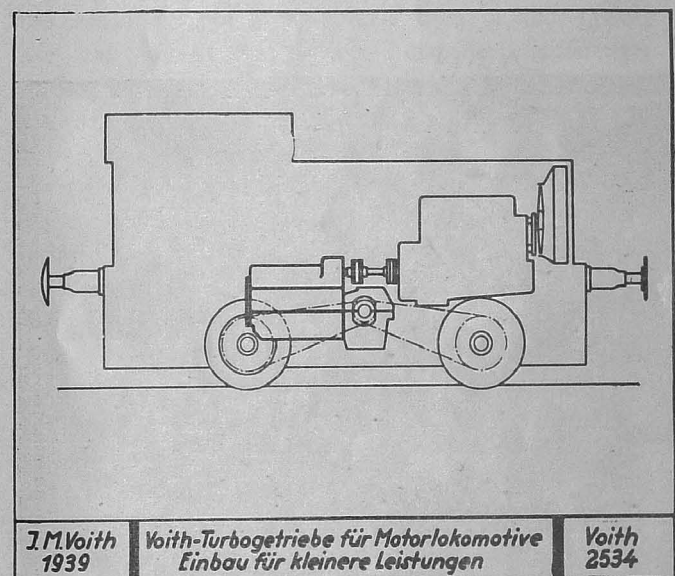 J.M.Voith
1939
Voith-Turbogetriebe für Motorlokomotive
Einbau für kleinere Leistungen
Voith
2534